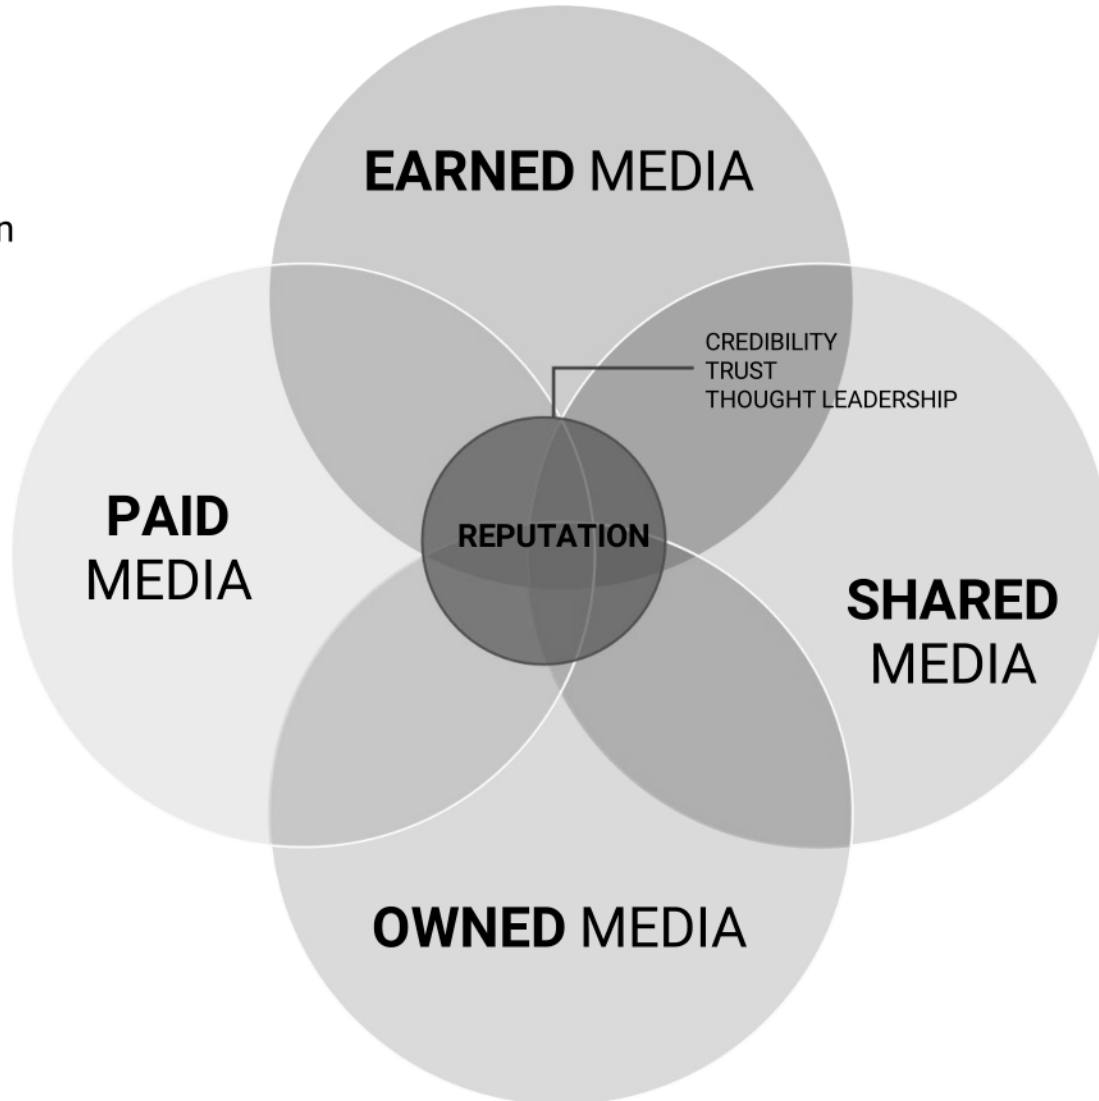 EARNED MEDIA
n
CREDIBILITY
TRUST
THOUGHT LEADERSHIP
PAID
MEDIA
REPUTATION
SHARED
MEDIA
OWNED MEDIA